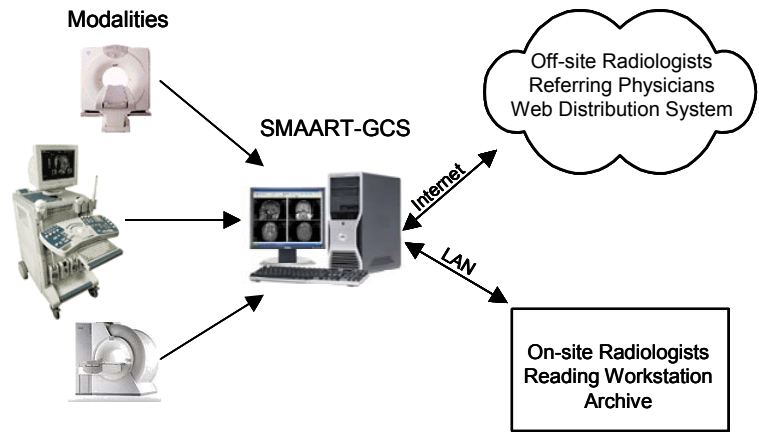 Modalities
SMAART-GCS
Off-site Radiologists
Referring Physicians
Web Distribution System
Internet
LAN
On-site Radiologists
Reading Workstation
Archive